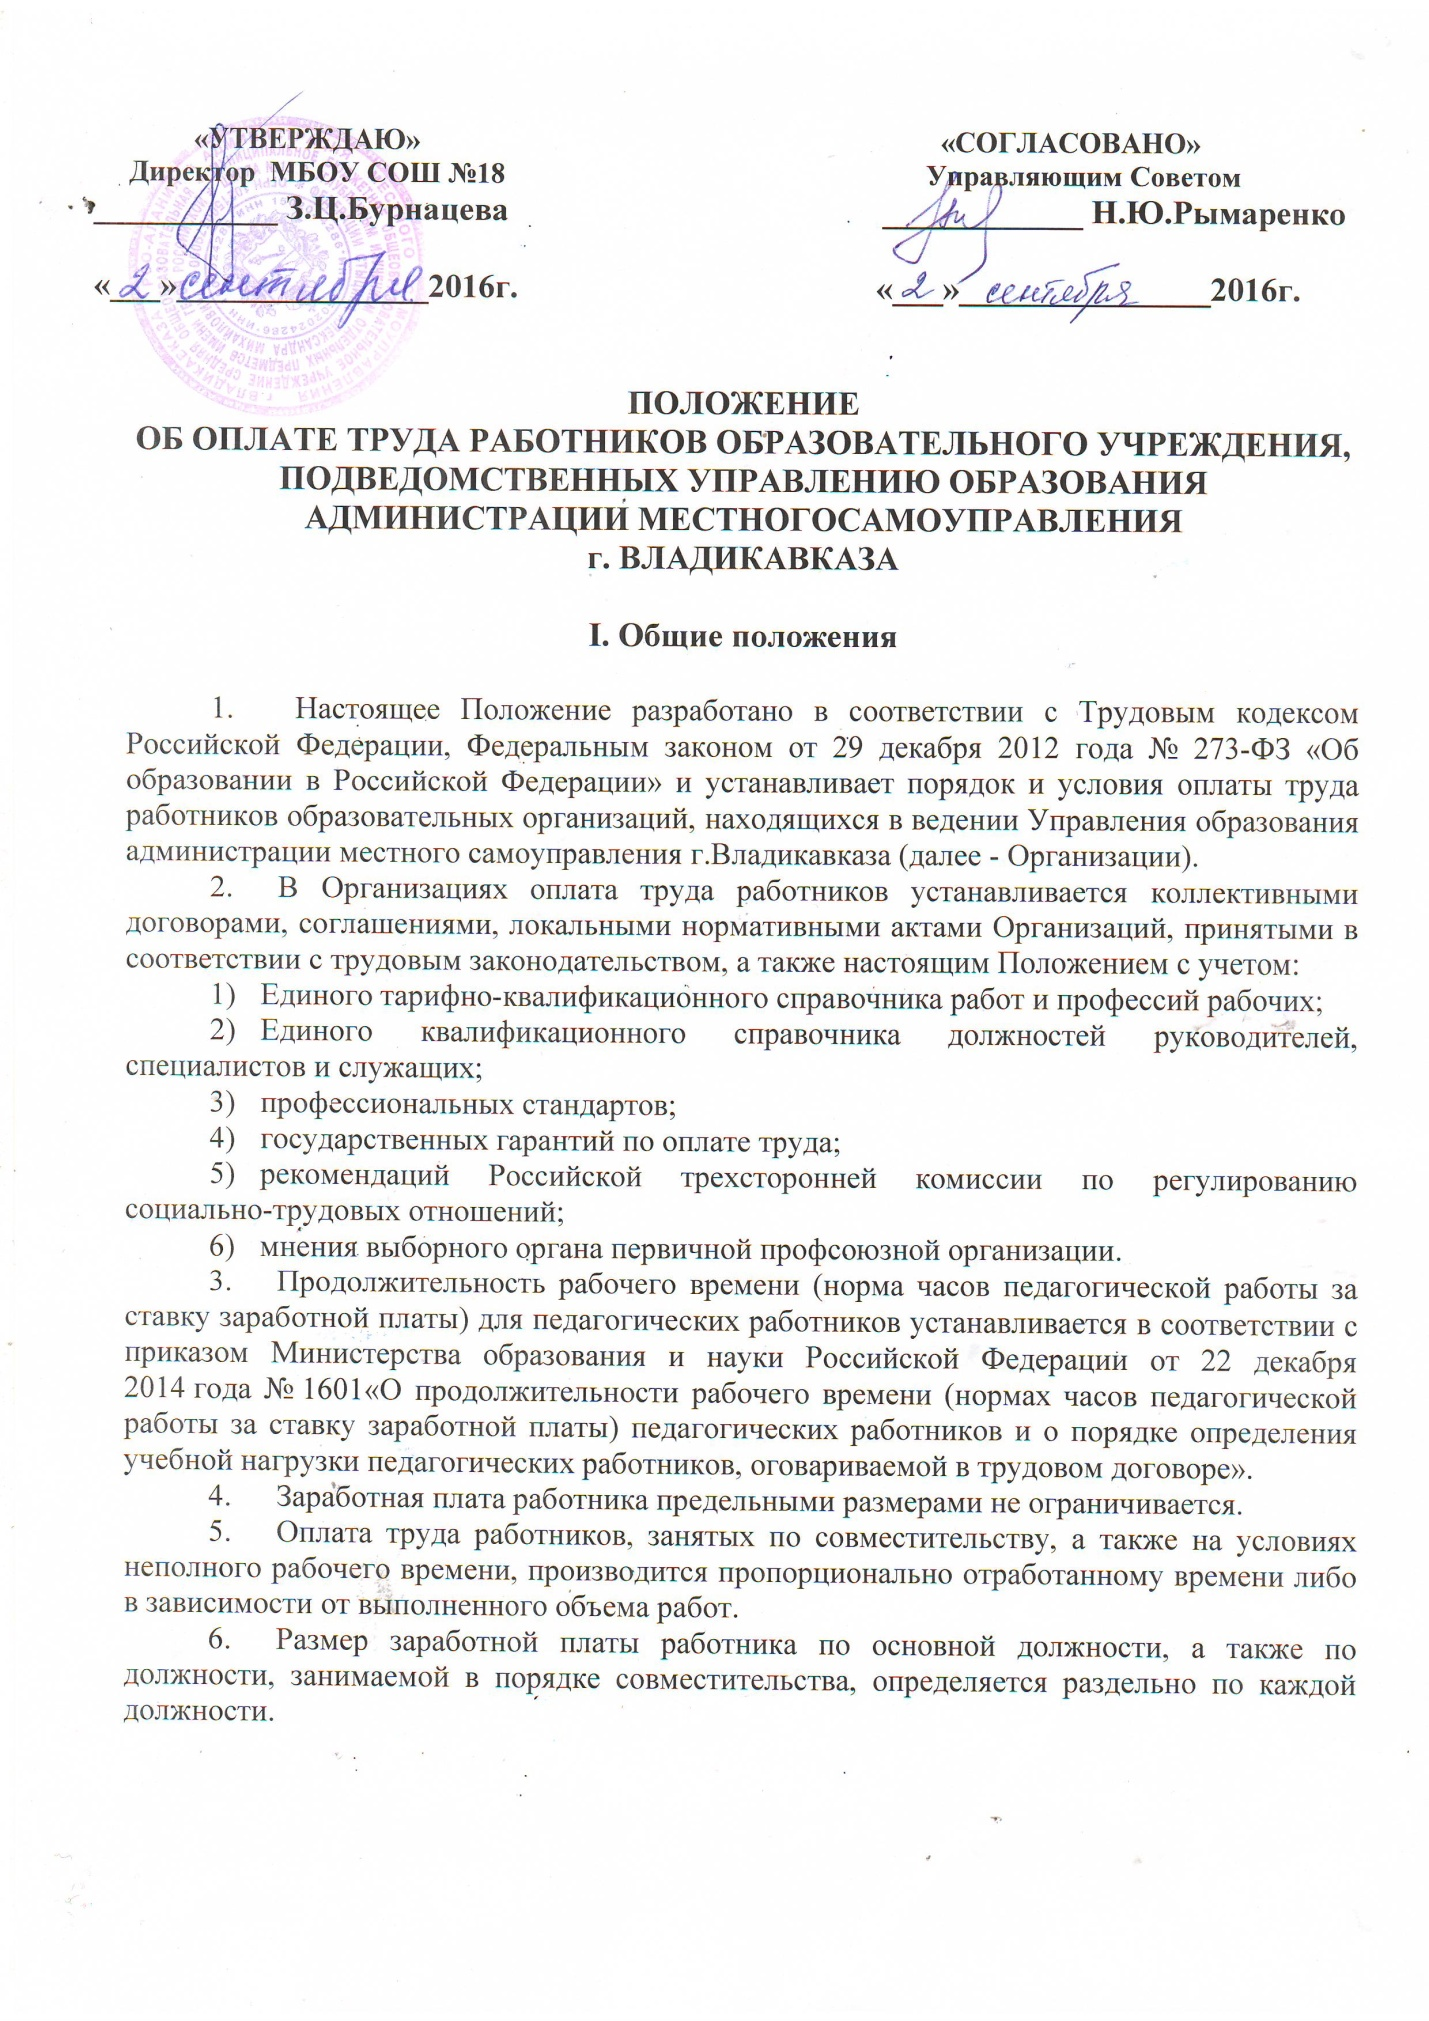 «УТВЕРЖДАЮ»
Директор МБОУ СОШ №18
___________ З.Ц.Бурнацева
«2» сентября 2016г.
«СОГЛАСОВАНО»
Управляющим Советом
____________ Н.Ю.Рымаренко
«2» сентября 2016г.
ПОЛОЖЕНИЕ
ОБ ОПЛАТЕ ТРУДА РАБОТНИКОВ ОБРАЗОВАТЕЛЬНОГО УЧРЕЖДЕНИЯ,
ПОДВЕДОМСТВЕННЫХ УПРАВЛЕНИЮ ОБРАЗОВАНИЯ
АДМИНИСТРАЦИИ МЕСТНОГОСАМОУПРАВЛЕНИЯ
г. ВЛАДИКАВКАЗА
I. Общие положения
1. Настоящее Положение разработано в соответствии с Трудовым кодексом
Российской Федерации, Федеральным законом от 29 декабря 2012 года № 273-ФЗ «Об
образовании в Российской Федерации» и устанавливает порядок и условия оплаты труда
работников образовательных организаций, находящихся в ведении Управления образования
администрации местного самоуправления г.Владикавказа (далее - Организации).
2. В Организациях оплата труда работников устанавливается коллективными
договорами, соглашениями, локальными нормативными актами Организаций, принятыми в
соответствии с трудовым законодательством, а также настоящим Положением с учетом:
1) Единого тарифно-квалификационного справочника работ и профессий рабочих;
2) Единого квалификационного справочника должностей руководителей,
специалистов и служащих;
3) профессиональных стандартов;
4) государственных гарантий по оплате труда;
5) рекомендаций Российской трехсторонней комиссии по регулированию
социально-трудовых отношений;
6) мнения выборного органа первичной профсоюзной организации.
3. Продолжительность рабочего времени (норма часов педагогической работы за
ставку заработной платы) для педагогических работников устанавливается в соответствии с
приказом Министерства образования и науки Российской Федерации от 22 декабря
2014 года № 1601«О продолжительности рабочего времени (нормах часов педагогической
работы за ставку заработной платы) педагогических работников и о порядке определения
учебной нагрузки педагогических работников, оговариваемой в трудовом договоре».
4. Заработная плата работника предельными размерами не ограничивается.
5. Оплата труда работников, занятых по совместительству, а также на условиях
неполного рабочего времени, производится пропорционально отработанному времени либо
в зависимости от выполненного объема работ.
6. Размер заработной платы работника по основной должности, а также по
должности, занимаемой в порядке совместительства, определяется раздельно по каждой
должности.